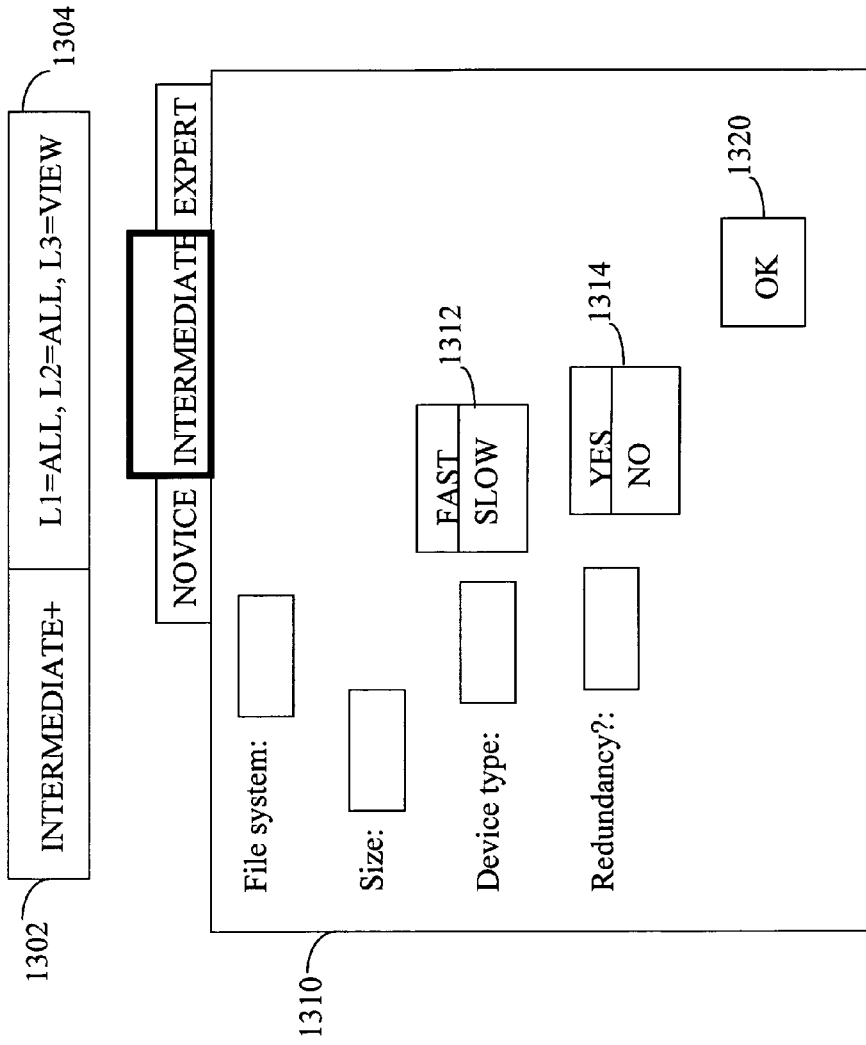 1302
INTERMEDIATE+
L1=ALL, L2=ALL, L3=VIEW
1304
NOVICE
INTERMEDIATE
EXPERT
1310
File system:
Size:
Device type:
FAST
SLOW
1312
Redundancy?:
YES
NO
1314
OK
1320